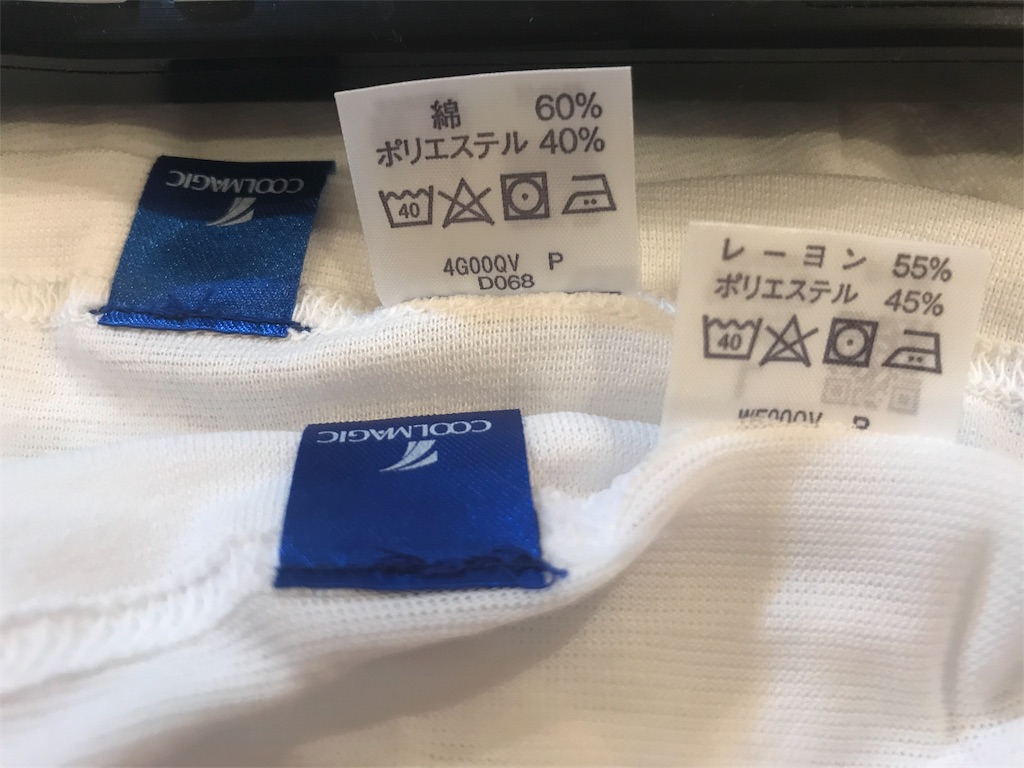 COOLMAGIC
綿 60%
ポリエステル 40%
40
4G00QV P
D068
レーヨン 55%
ポリエステル 45%
40
COOLMAGIC